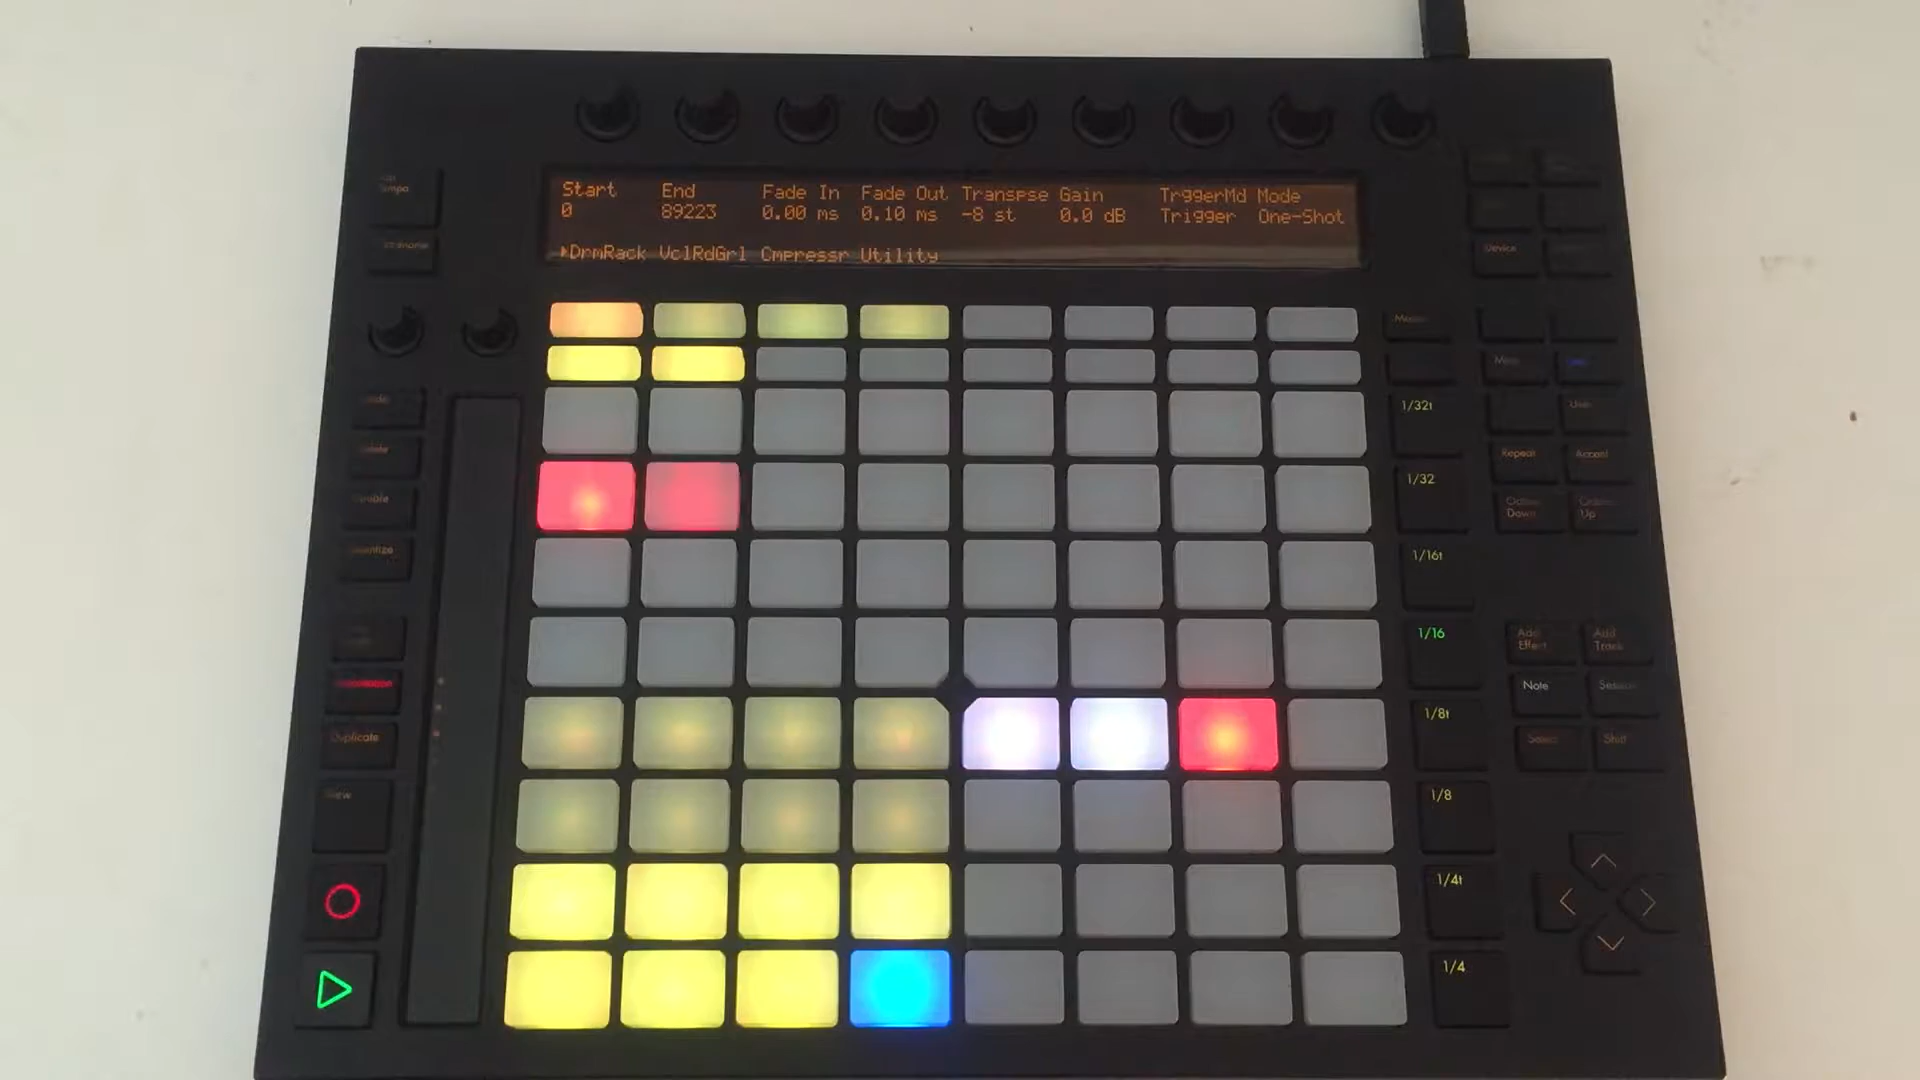 Start End Fade In Fade Out Transpse Gain TrggerMd Mode
0 89223 0.00 ms 0.10 ms -8 st 0.0 dB Trigger One-Shot
DrmRack VclRdGrl Cmpressr Utility
Device
1/32t
Repeat Accent
1/32
Octave Down
Octave Up
1/16t
1/16
Add Effect
Add Track
Note
1/8t
Duplicate
Select Shift
1/8
1/4t
1/4